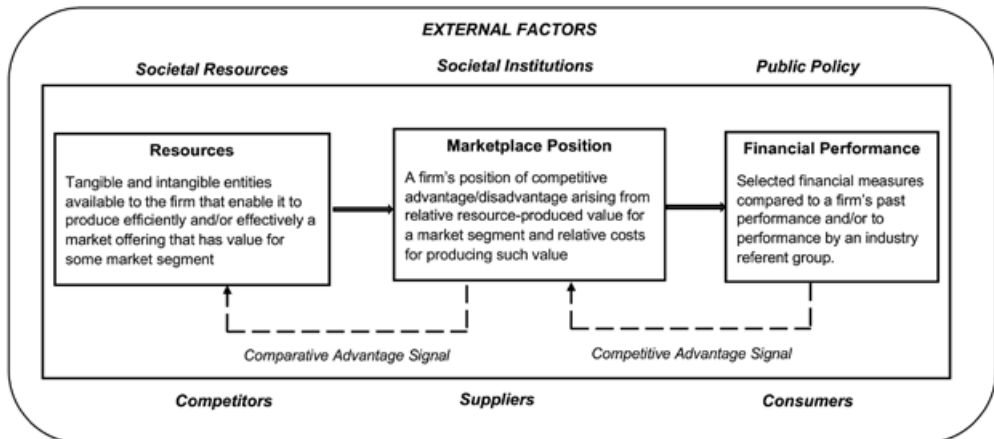 EXTERNAL FACTORS
Societal Resources
Societal Institutions
Public Policy
Resources
Tangible and intangible entities
available to the firm that enable it to
produce efficiently and/or effectively a
market offering that has value for
some market segment
Marketplace Position
A firm's position of competitive
advantage/disadvantage arising from
relative resource-produced value for
a market segment and relative costs
for producing such value
Financial Performance
Selected financial measures
compared to a firm's past
performance and/or to
performance by an industry
referent group.
Comparative Advantage Signal
Competitive Advantage Signal
Competitors
Suppliers
Consumers